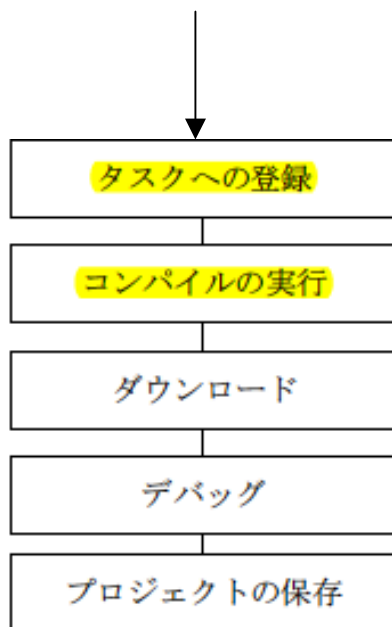 タスクへの登録
コンパイルの実行
ダウンロード
デバッグ
プロジェクトの保存